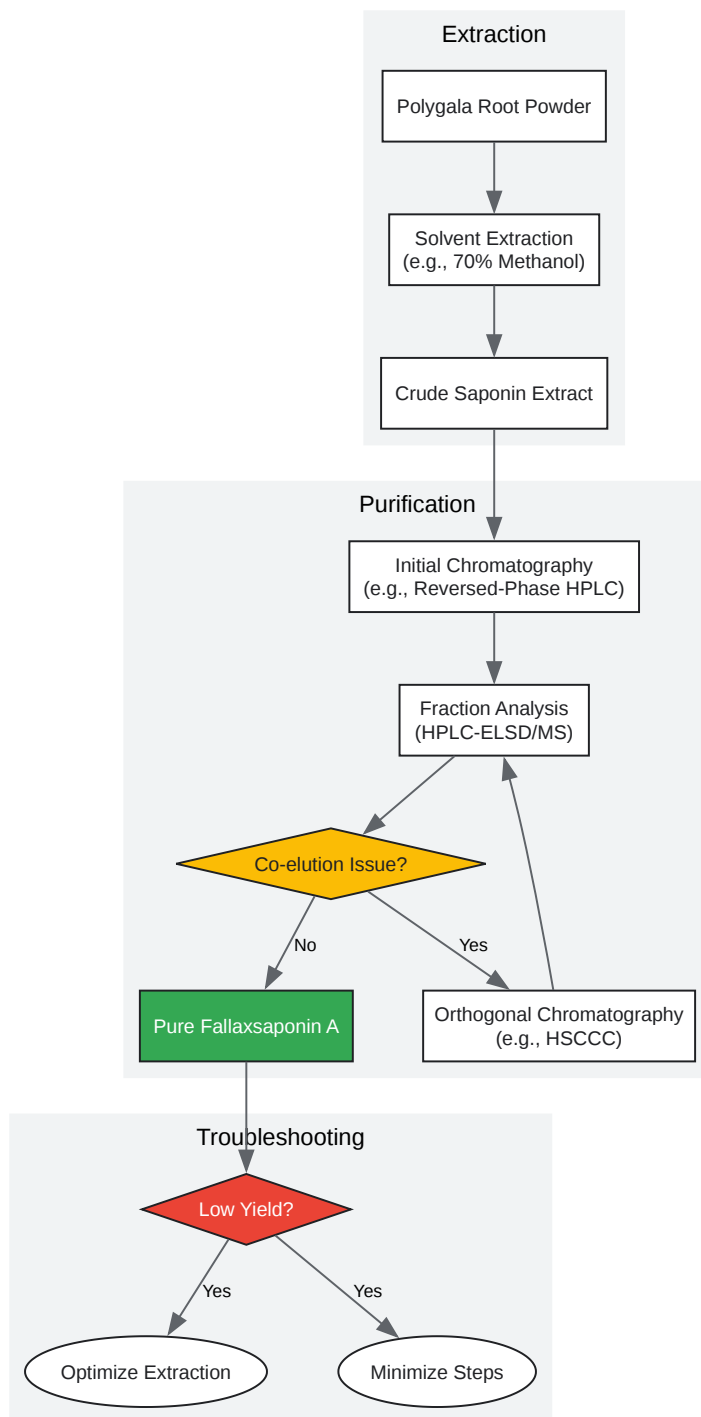 Extraction
Polygala Root Powder
Solvent Extraction
(e.g., 70% Methanol)
Crude Saponin Extract
Purification
Initial Chromatography
(e.g., Reversed-Phase HPLC)
Fraction Analysis
(HPLC-ELSD/MS)
Co-elution Issue?
No
Yes
Pure Fallaxsaponin A
Orthogonal Chromatography
(e.g., HSCCC)
Troubleshooting
Low Yield?
Yes
Yes
Optimize Extraction
Minimize Steps